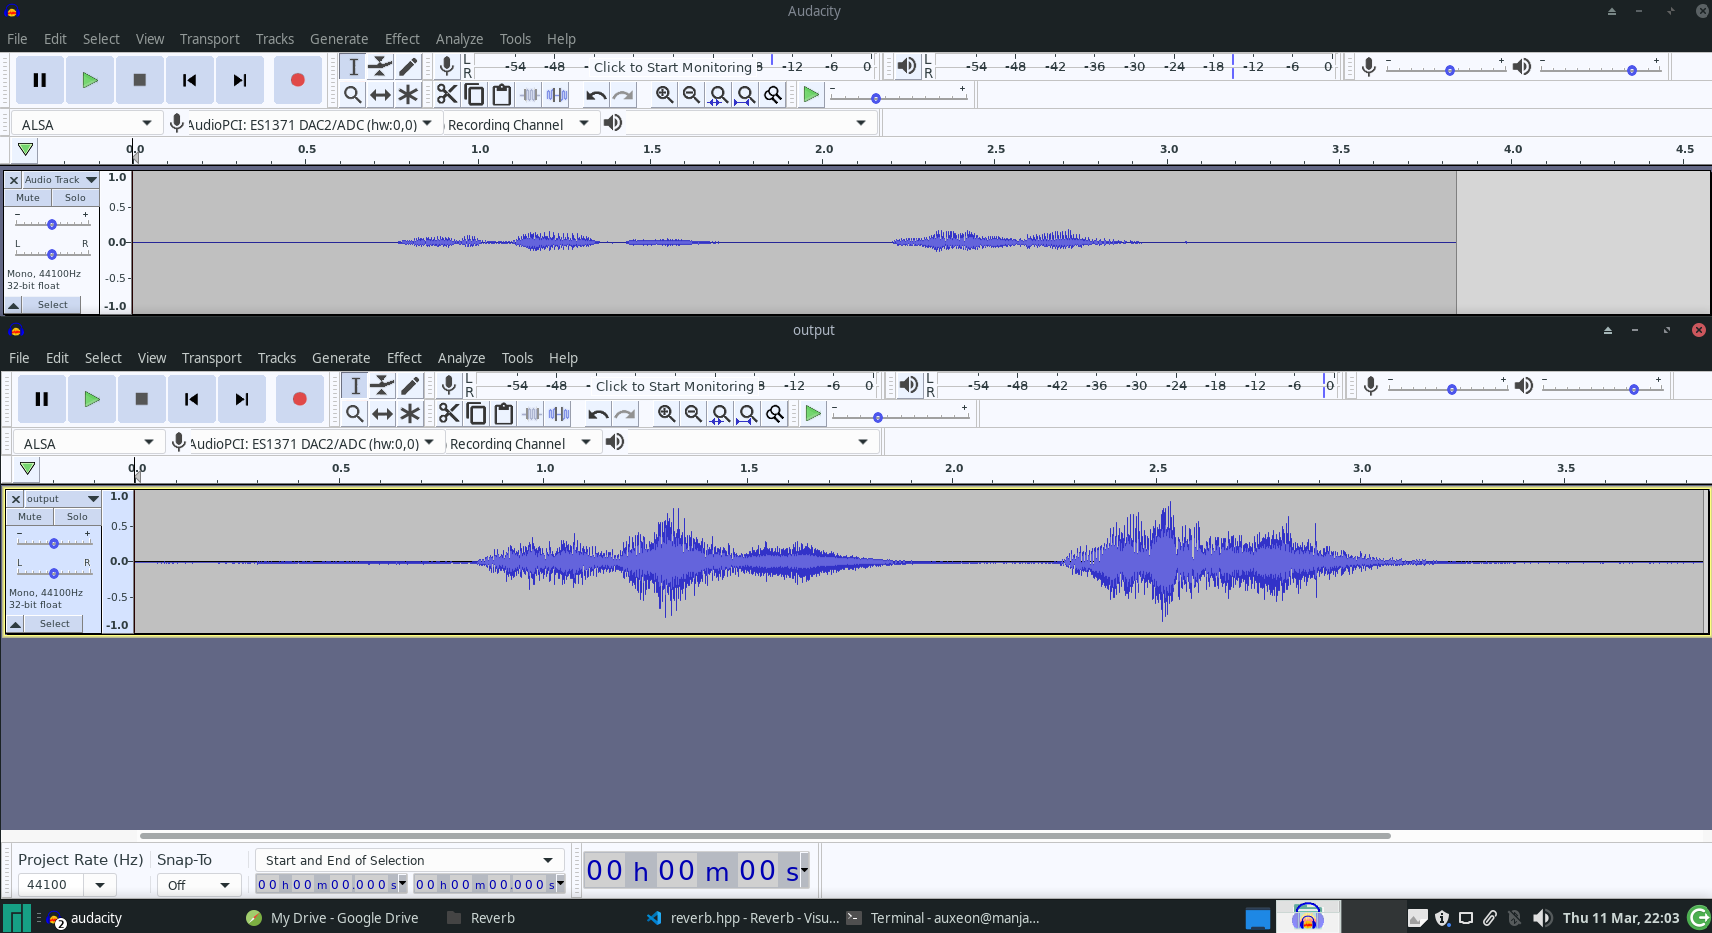 Audacity
File Edit Select View Transport Tracks Generate Effect Analyze Tools Help
L
R
-54 -48 - Click to Start Monitoring -12 -6 0
L
R
-54 -48 -42 -36 -30 -24 -18 -12 -6 0
ALSA AudioPCI: ES1371 DAC2/ADC (hw:0,0) Recording Channel
0.0 0.5 1.0 1.5 2.0 2.5 3.0 3.5 4.0 4.5
Audio Track
Mute Solo
- +
L R
Mono, 44100Hz
32-bit float
Select
1.0
0.5
0.0
-0.5
-1.0
output
File Edit Select View Transport Tracks Generate Effect Analyze Tools Help
L
R
-54 -48 - Click to Start Monitoring -12 -6 0
L
R
-54 -48 -42 -36 -30 -24 -18 -12 -6 0
ALSA AudioPCI: ES1371 DAC2/ADC (hw:0,0) Recording Channel
0.0 0.5 1.0 1.5 2.0 2.5 3.0 3.5
output
Mute Solo
- +
L R
Mono, 44100Hz
32-bit float
Select
1.0
0.5
0.0
-0.5
-1.0
Project Rate (Hz) Snap-To Start and End of Selection
44100 Off 00 h 00 m 00.000 s 00 h 00 m 00.000 s
00 h 00 m 00 s
2 audacity My Drive - Google Drive Reverb reverb.hpp - Reverb - Visu... Terminal - auxeon@manja... Thu 11 Mar, 22:03